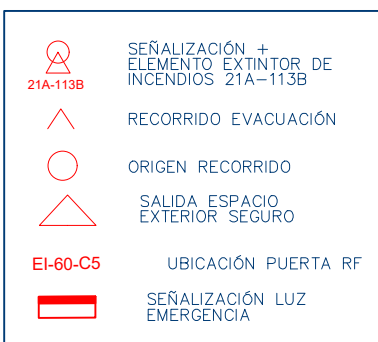 SEÑALIZACIÓN +
ELEMENTO EXTINTOR DE
INCENDIOS 21A-113B
21A-113B
RECORRIDO EVACUACIÓN
ORIGEN RECORRIDO
SALIDA ESPACIO
EXTERIOR SEGURO
EI-60-C5 UBICACIÓN PUERTA RF
SEÑALIZACIÓN LUZ
EMERGENCIA